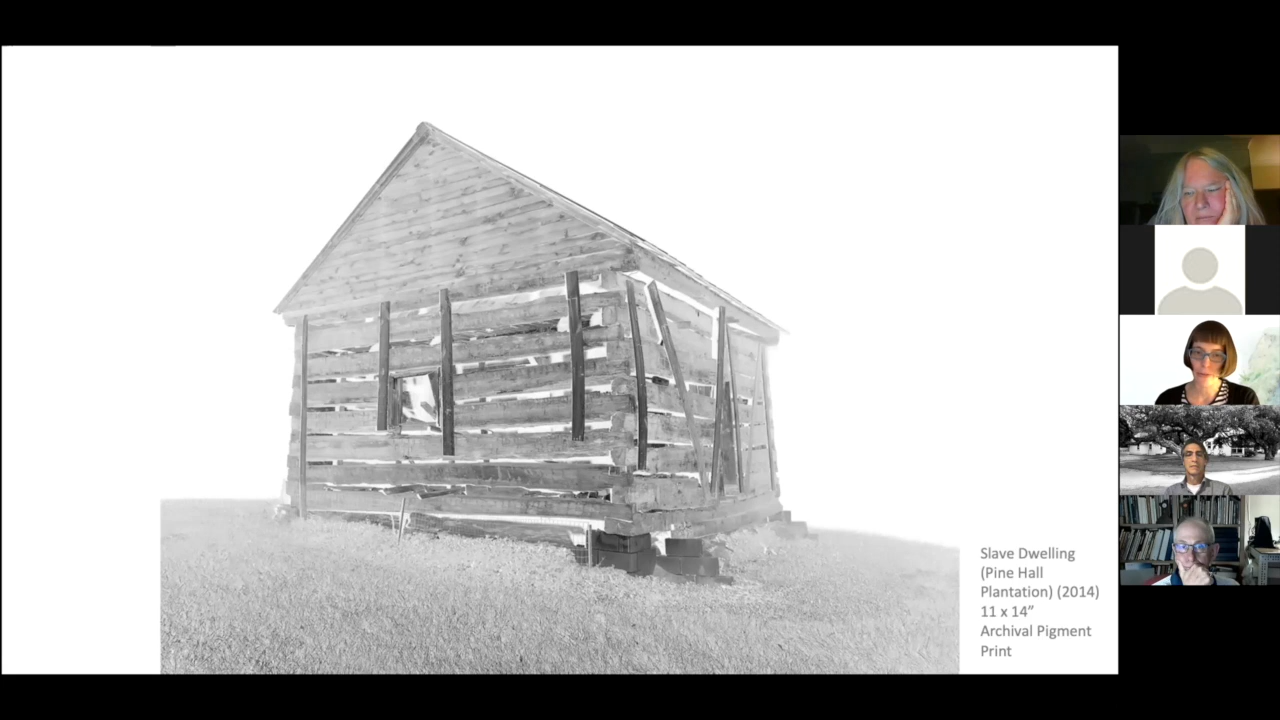 Slave Dwelling
(Pine Hall
Plantation) (2014)
11 x 14”
Archival Pigment
Print